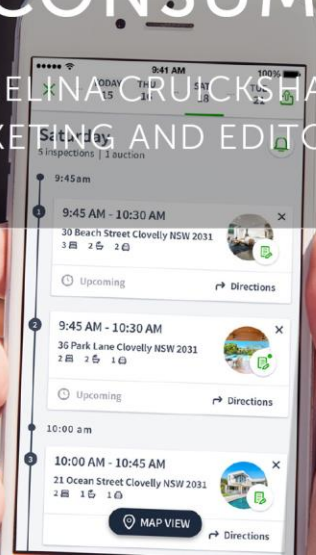 CONSUM
9:41 AM
100%
ELINA CRUICKSHA
TODAY THU SAT TUE
15 16 18 21
KETING AND EDITO
Saturday
5 inspections | 1 auction
9:45am
1
9:45 AM - 10:30 AM
30 Beach Street Clovelly NSW 2031
3 2 2
Upcoming
Directions
2
9:45 AM - 10:30 AM
36 Park Lane Clovelly NSW 2031
2 2 1
Upcoming
Directions
10:00 am
3
10:00 AM - 10:45 AM
21 Ocean Street Clovelly NSW 2031
2 1 1
MAP VIEW
Directions